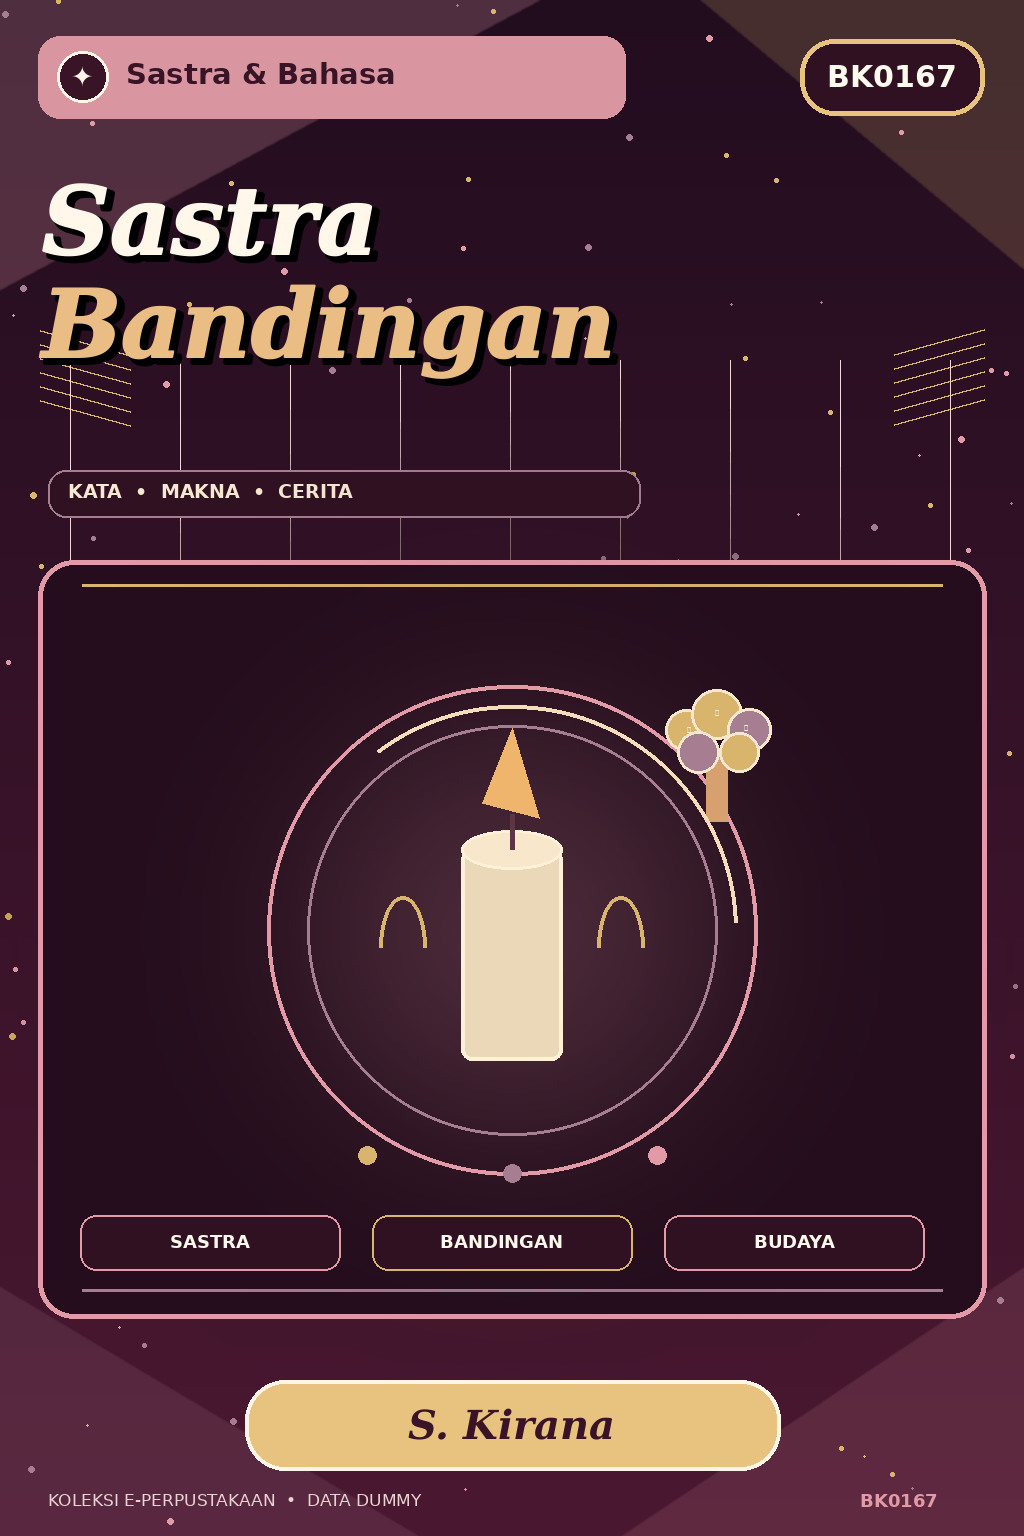 Sastra & Bahasa
BK0167
Sastra
Bandingan
KATA • MAKNA • CERITA
SASTRA
BANDINGAN
BUDAYA
S. Kirana
KOLEKSI E-PERPUSTAKAAN • DATA DUMMY
BK0167